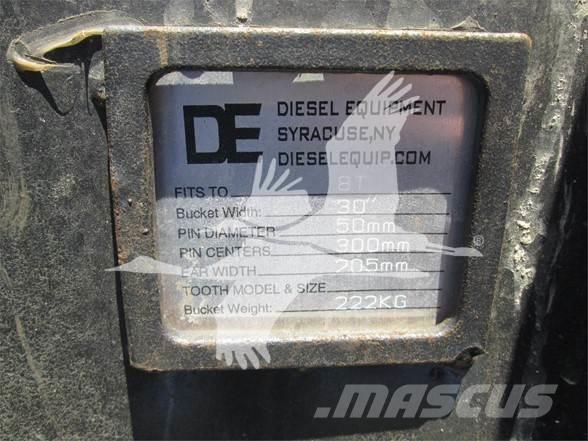 DE
DIESEL EQUIPMENT
SYRACUSE,NY
DIESELEQUIP.COM
FITS TO 8T
Bucket Width: 30"
PIN DIAMETER 50mm
PIN CENTERS 300mm
EAR WIDTH 205mm
TOOTH MODEL & SIZE
Bucket Weight: 222KG
®
MASCUS